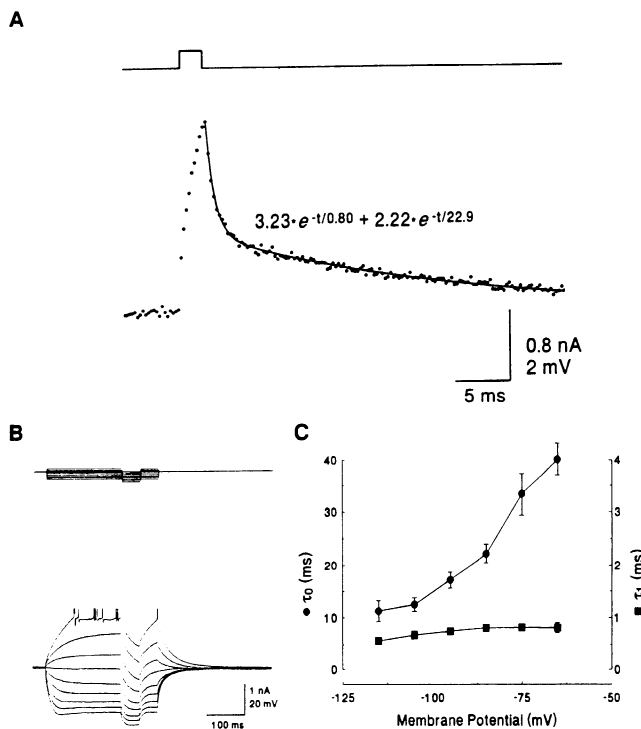 A
3.23·e-t/0.80 + 2.22·e-t/22.9
0.8 nA
2 mV
5 ms
B
1 nA
20 mV
100 ms
C
40
30
20
10
0
● τ0 (ms)
4
3
2
1
0
■ τ1 (ms)
-125 -100 -75 -50
Membrane Potential (mV)